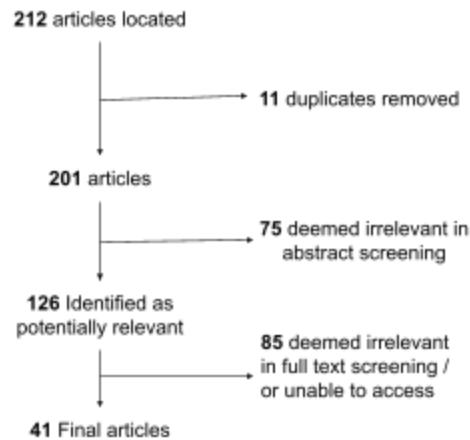 212 articles located
11 duplicates removed
201 articles
75 deemed irrelevant in
abstract screening
126 Identified as
potentially relevant
85 deemed irrelevant
in full text screening /
or unable to access
41 Final articles